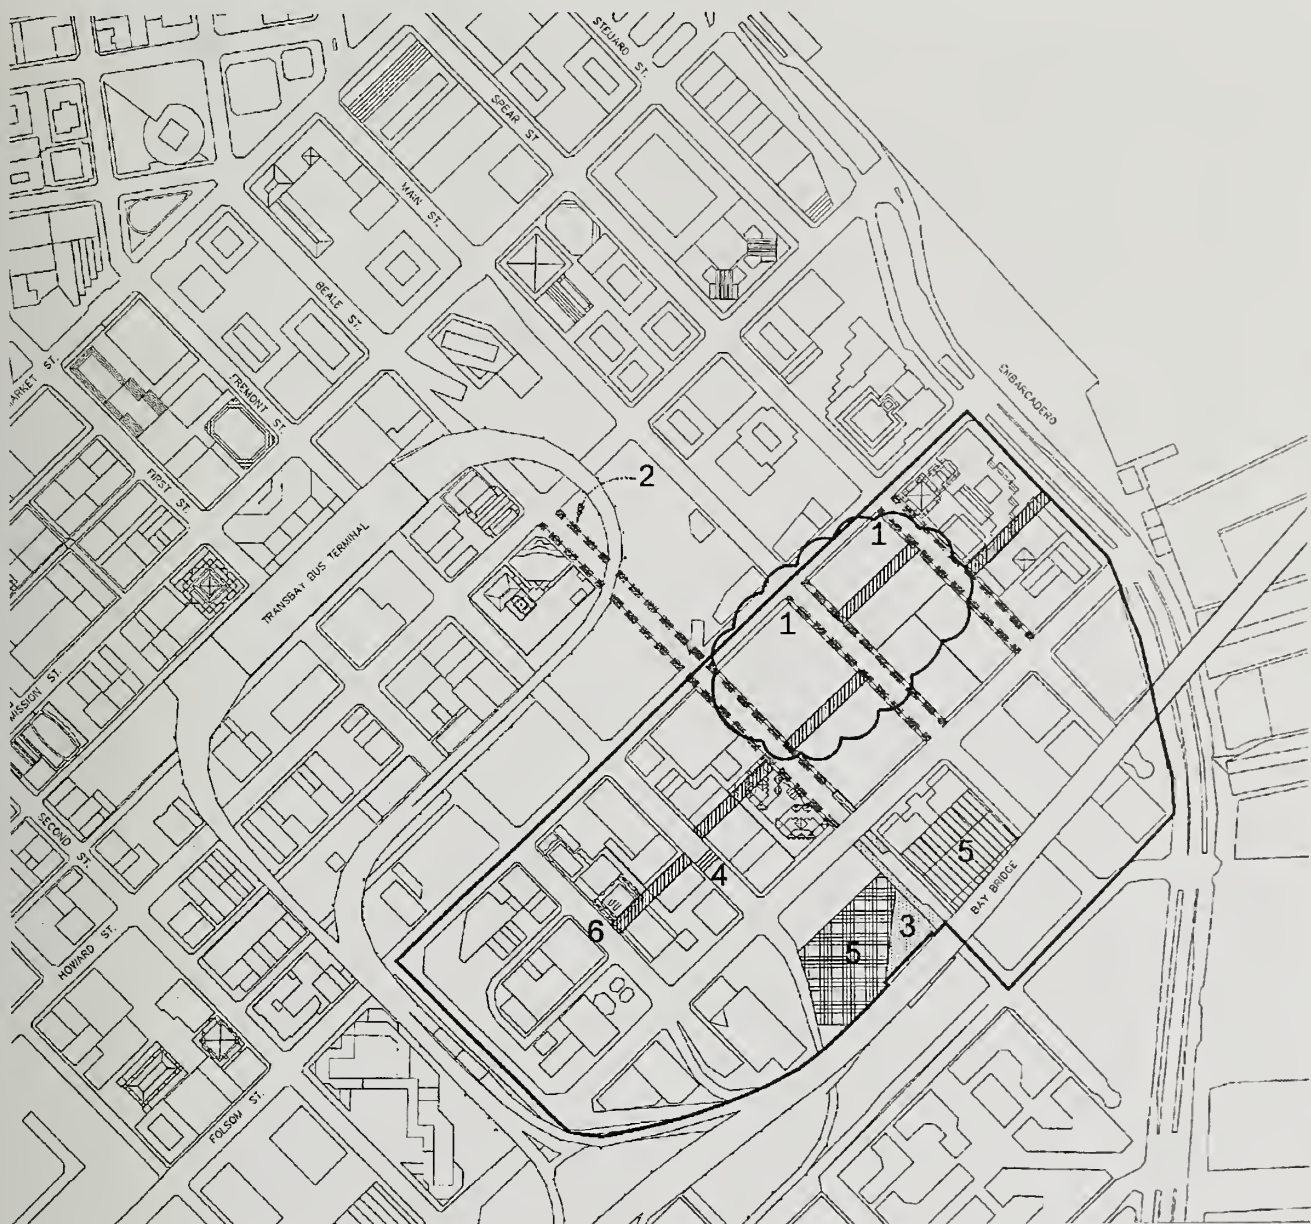 STEUARD ST.
SPEAR ST
MAIN ST.
BEALE ST.
FREMONT ST.
FIRST ST.
MARKET ST.
TRANSBAY BUS TERMINAL
MISSION ST.
SECOND ST.
HOWARD ST.
FOLSOM ST.
EMBARCADERO
BAY BRIDGE
2
1
1
5
4
3
6
5